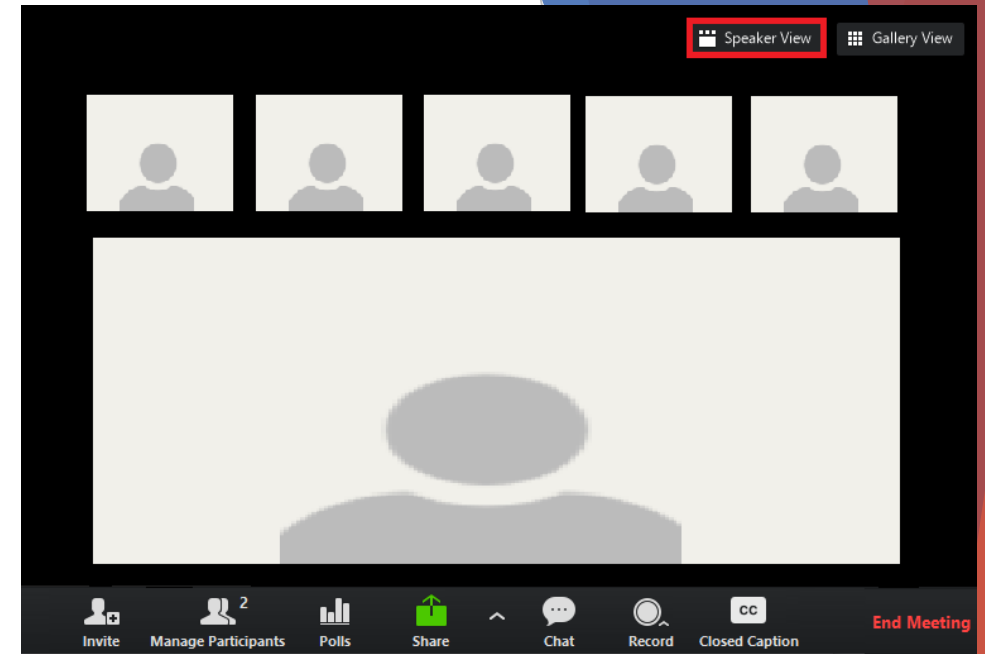 Speaker View Gallery View
2
Invite Manage Participants Polls Share Chat Record CC Closed Caption End Meeting